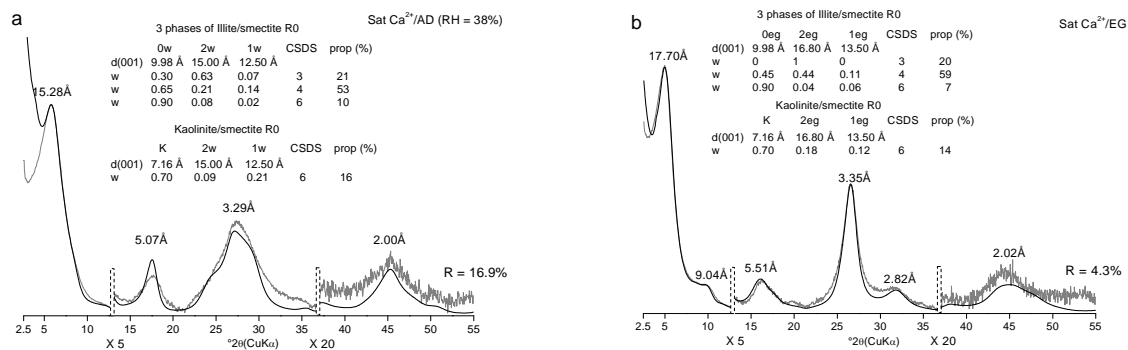 a
Sat Ca²⁺/AD (RH = 38%)
3 phases of Illite/smectite R0
0w 2w 1w CSDS prop (%)
d(001) 9.98 Å 15.00 Å 12.50 Å
w 0.30 0.63 0.07 3 21
w 0.65 0.21 0.14 4 53
w 0.90 0.08 0.02 6 10
Kaolinite/smectite R0
K 2w 1w CSDS prop (%)
d(001) 7.16 Å 15.00 Å 12.50 Å
w 0.70 0.09 0.21 6 16
15.28Å
5.07Å
3.29Å
2.00Å
R = 16.9%
2.5 5 10 20 30 40 45 50 55
X 5 °2θ(CuKα) X 20
b
Sat Ca²⁺/EG
3 phases of Illite/smectite R0
0eg 2eg 1eg CSDS prop (%)
d(001) 9.98 Å 16.80 Å 13.50 Å
w 0 1 0 3 20
w 0.45 0.44 0.11 4 59
w 0.90 0.04 0.06 6 7
Kaolinite/smectite R0
K 2eg 1eg CSDS prop (%)
d(001) 7.16 Å 16.80 Å 13.50 Å
w 0.70 0.18 0.12 6 14
17.70Å
9.04Å
5.51Å
3.35Å
2.82Å
2.02Å
R = 4.3%
2.5 5 10 20 30 40 45 50 55
X 5 °2θ(CuKα) X 20